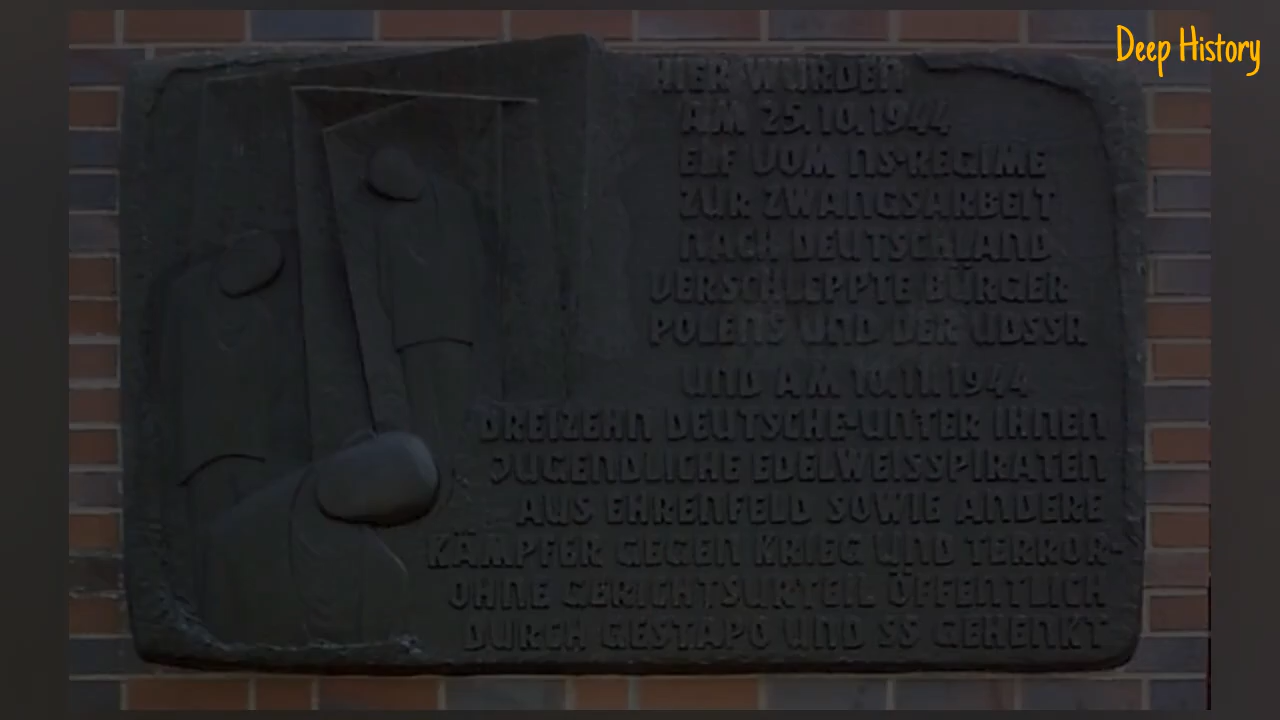 Deep History
HIER WURDEN
AM 25.10.1944
ELF VOM NS-REGIME
ZUR ZWANGSARBEIT
NACH DEUTSCHLAND
VERSCHLEPPTE BÜRGER
POLENS UND DER UDSSR
UND AM 10.11.1944
DREIZEHN DEUTSCHE-UNTER IHNEN
JUGENDLICHE EDELWEISSPIRATEN
AUS EHRENFELD SOWIE ANDERE
KÄMPFER GEGEN KRIEG UND TERROR-
OHNE GERICHTSURTEIL ÖFFENTLICH
DURCH GESTAPO UND SS GEHENKT